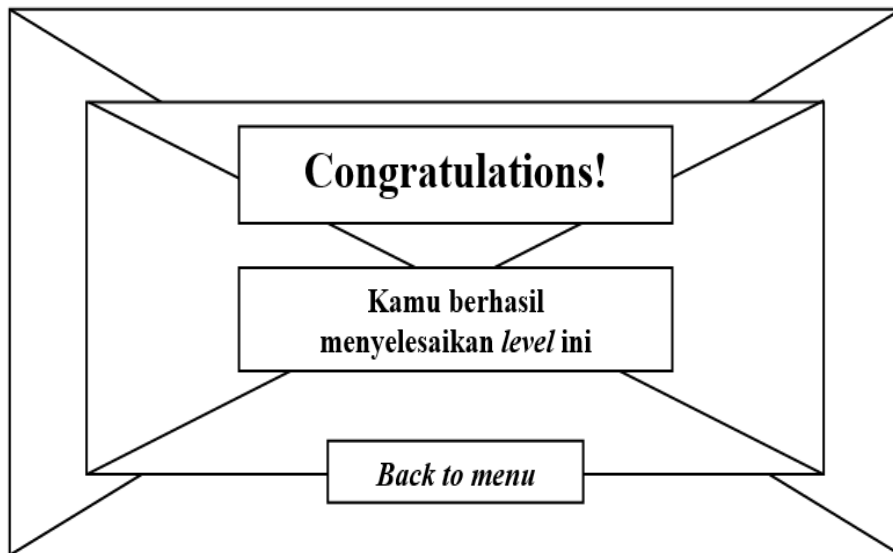 Congratulations!
Kamu berhasil
menyelesaikan level ini
Back to menu